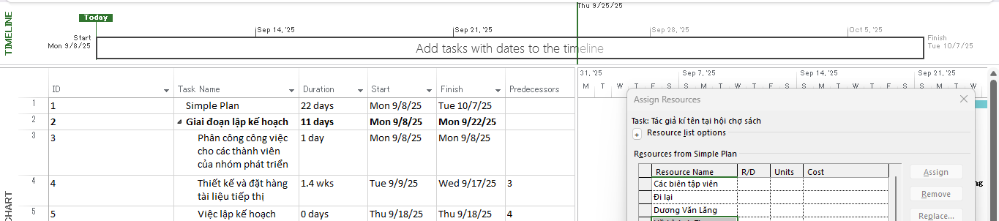 Thu 9/25/25
Today
Sep 14, '25 Sep 21, '25 Sep 28, '25 Oct 5, '25
TIMELINE
Start
Mon 9/8/25
Add tasks with dates to the timeline
Finish
Tue 10/7/25
ID Task Name Duration Start Finish Predecessors
31, '25 Sep 7, '25 Sep 14, '25 Sep 21, '25
M T W T F S S M T W T F S S M T W T F S S M T W
1 1 Simple Plan 22 days Mon 9/8/25 Tue 10/7/25
2 2 Giai đoạn lập kế hoạch 11 days Mon 9/8/25 Mon 9/22/25
3 3 Phân công công việc 1 day Mon 9/8/25 Mon 9/8/25
cho các thành viên
của nhóm phát triển
4 4 Thiết kế và đặt hàng 1.4 wks Tue 9/9/25 Wed 9/17/25 3
tài liệu tiếp thị
5 5 Việc lập kế hoạch 0 days Thu 9/18/25 Thu 9/18/25 4
CHART
Assign Resources
Task: Tác giả kí tên tại hội chợ sách
+ Resource list options
Resources from Simple Plan
Resource Name R/D Units Cost
Các biên tập viên
Đi lại
Dương Văn Lăng
Assign
Remove
Replace...